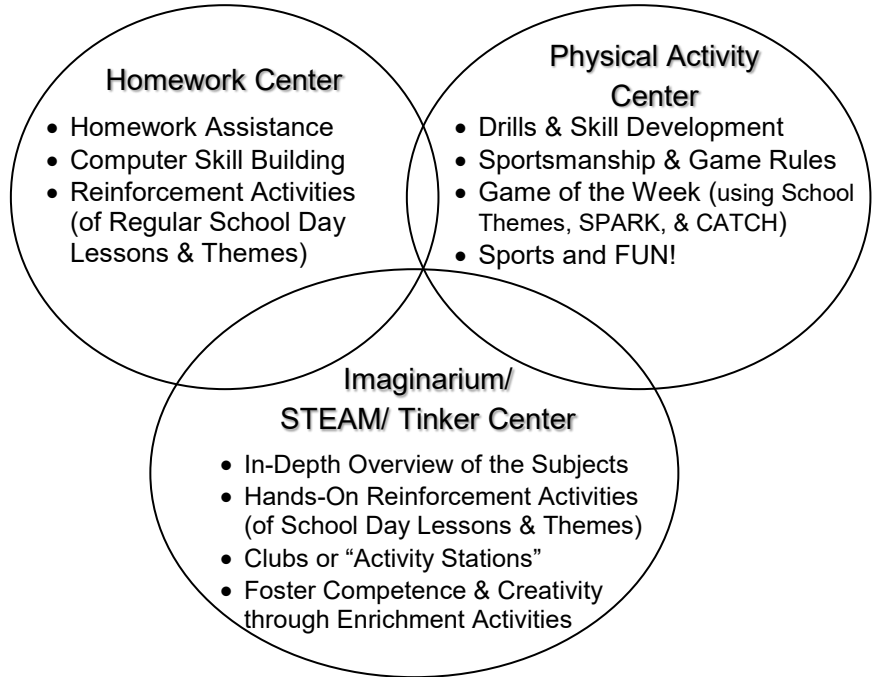 Homework Center
• Homework Assistance
• Computer Skill Building
• Reinforcement Activities
(of Regular School Day
Lessons & Themes)
Physical Activity
Center
• Drills & Skill Development
• Sportsmanship & Game Rules
• Game of the Week (using School
Themes, SPARK, & CATCH)
• Sports and FUN!
Imaginarium/
STEAM/ Tinker Center
• In-Depth Overview of the Subjects
• Hands-On Reinforcement Activities
(of School Day Lessons & Themes)
• Clubs or “Activity Stations”
• Foster Competence & Creativity
through Enrichment Activities